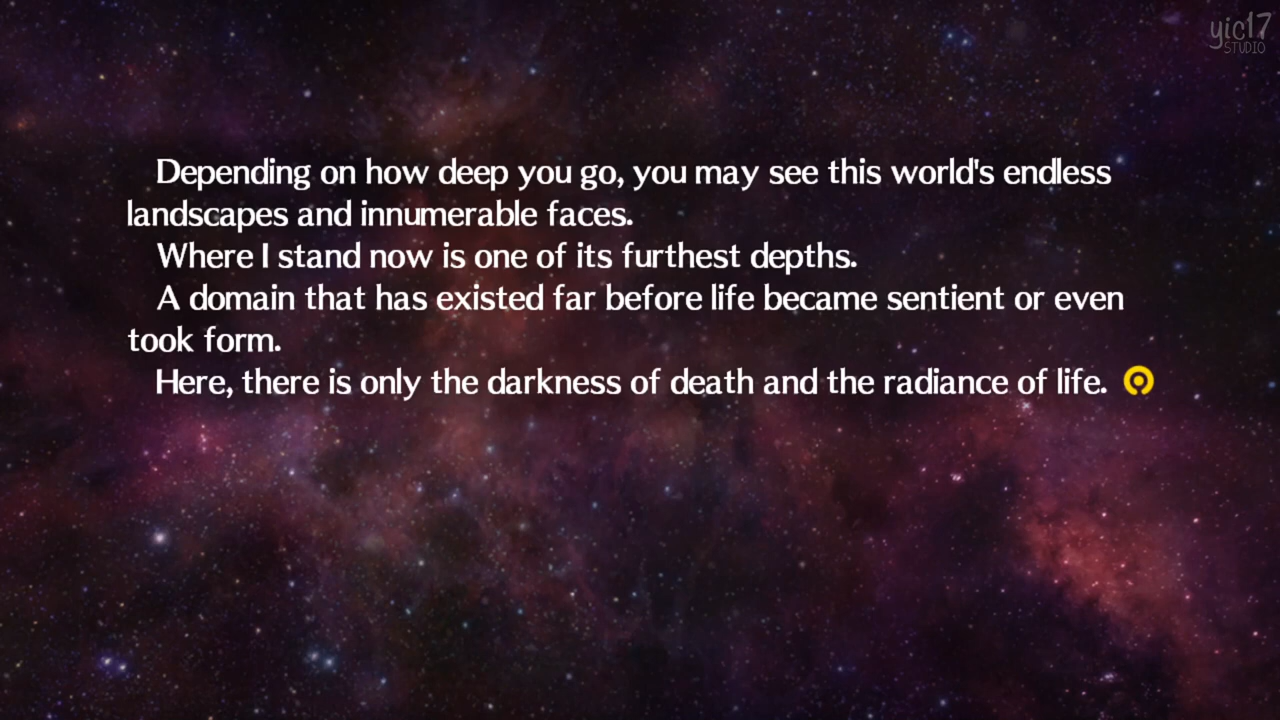 yic17
STUDIO
Depending on how deep you go, you may see this world's endless
landscapes and innumerable faces.
Where I stand now is one of its furthest depths.
A domain that has existed far before life became sentient or even
took form.
Here, there is only the darkness of death and the radiance of life.